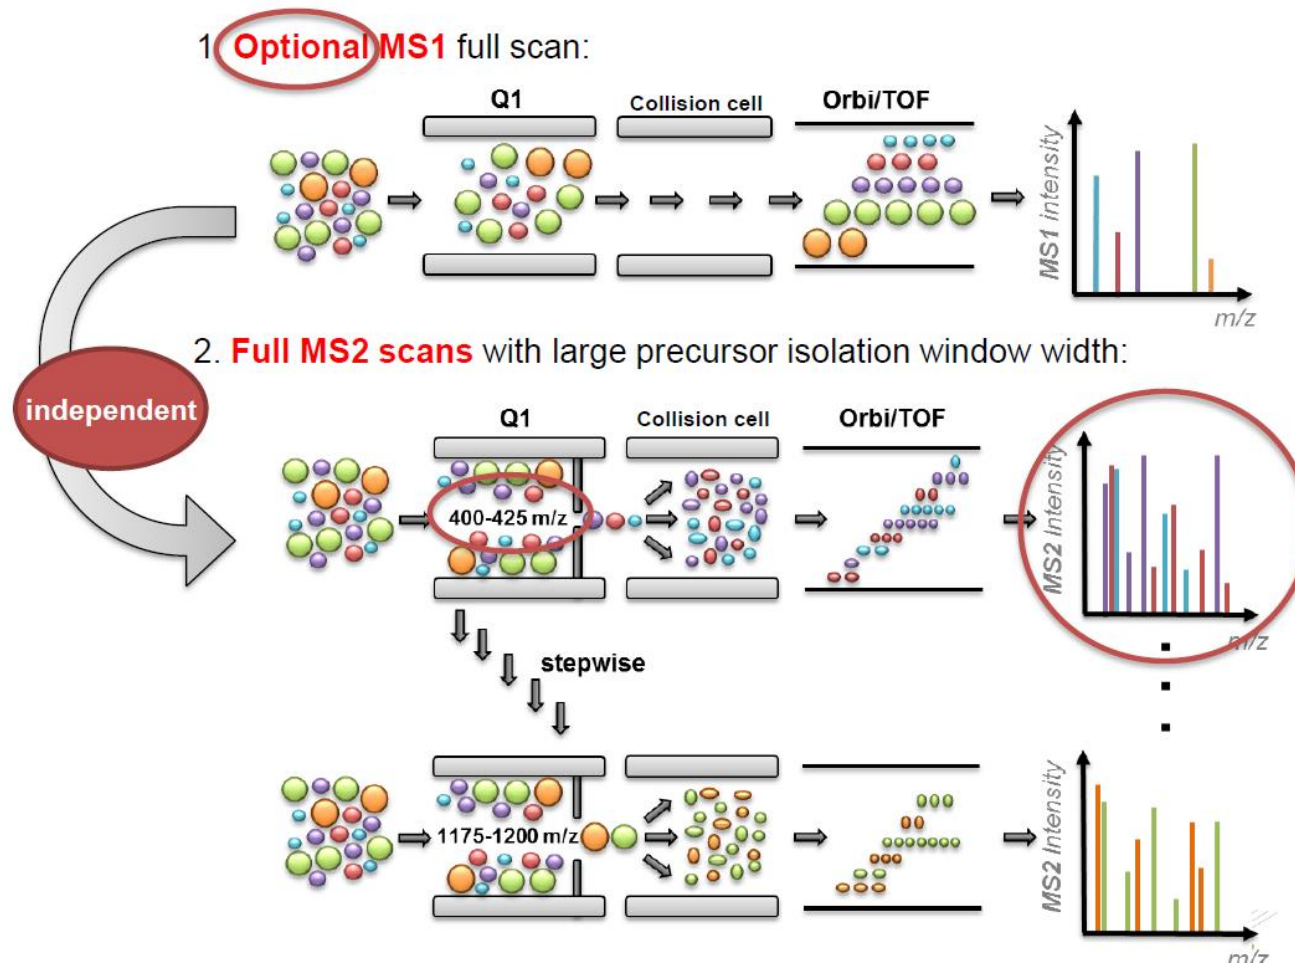 1 Optional MS1 full scan:
Q1
Collision cell
Orbi/TOF
MS1 intensity
m/z
2. Full MS2 scans with large precursor isolation window width:
independent
Q1
Collision cell
Orbi/TOF
400-425 m/z
MS2 Intensity
m/z
stepwise
1175-1200 m/z
MS2 Intensity
m/z